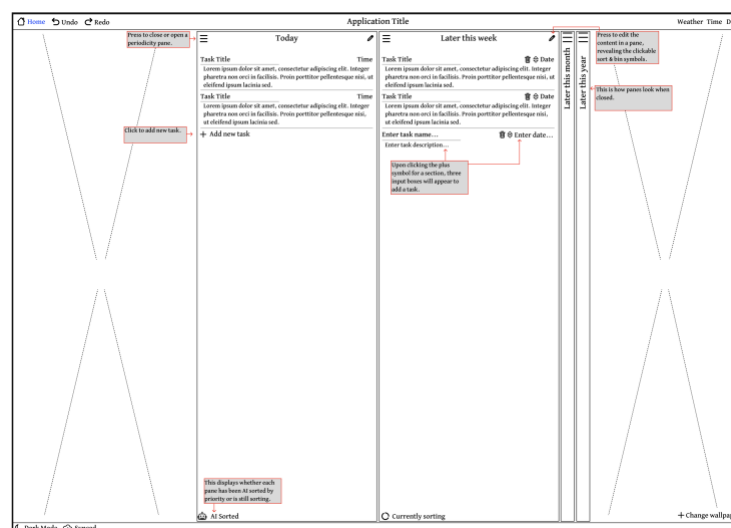 Home Undo Redo
Application Title
Weather Time D
Press to close or open a
periodicity pane.
Today
Later this week
Later this month
Later this year
Press to edit the
content in a pane,
revealing the clickable
sort & bin symbols.
Task Title Time
Lorem ipsum dolor sit amet, consectetur adipiscing elit. Integer
pharetra non orci in facilisis. Proin porttitor pellentesque nisi, ut
eleifend ipsum lacinia sed.
Task Title Time
Lorem ipsum dolor sit amet, consectetur adipiscing elit. Integer
pharetra non orci in facilisis. Proin porttitor pellentesque nisi, ut
eleifend ipsum lacinia sed.
Click to add new task.
+ Add new task
Task Title Date
Lorem ipsum dolor sit amet, consectetur adipiscing elit. Integer
pharetra non orci in facilisis. Proin porttitor pellentesque nisi, ut
eleifend ipsum lacinia sed.
Task Title Date
Lorem ipsum dolor sit amet, consectetur adipiscing elit. Integer
pharetra non orci in facilisis. Proin porttitor pellentesque nisi, ut
eleifend ipsum lacinia sed.
Enter task name... Enter date...
Enter task description...
Upon clicking the plus
symbol for a section, three
input boxes will appear to
add a task.
This is how panes look when
closed.
This displays whether each
pane has been AI sorted by
priority or is still sorting.
AI Sorted
Currently sorting
+ Change wallpap
Dark Mode Synced